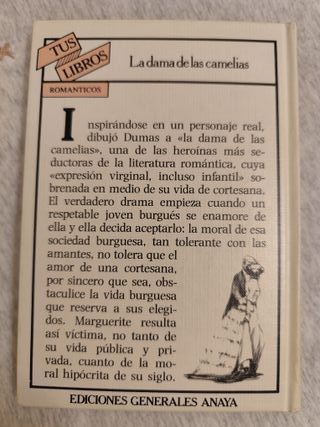 TUS
LIBROS
ROMANTICOS
La dama de las camelias
Inspirándose en un personaje real,
dibujó Dumas a «la dama de las
camelias», una de las heroínas más se-
ductoras de la literatura romántica, cuya
«expresión virginal, incluso infantil» so-
brenada en medio de su vida de cortesana.
El verdadero drama empieza cuando un
respetable joven burgués se enamore de
ella y ella decida aceptarlo: la moral de esa
sociedad burguesa, tan tolerante con las
amantes, no tolera que el
amor de una cortesana,
por sincero que sea, obs-
taculice la vida burguesa
que reserva a sus elegi-
dos. Marguerite resulta
así víctima, no tanto de
su vida pública y pri-
vada, cuanto de la mo-
ral hipócrita de su siglo.
EDICIONES GENERALES ANAYA